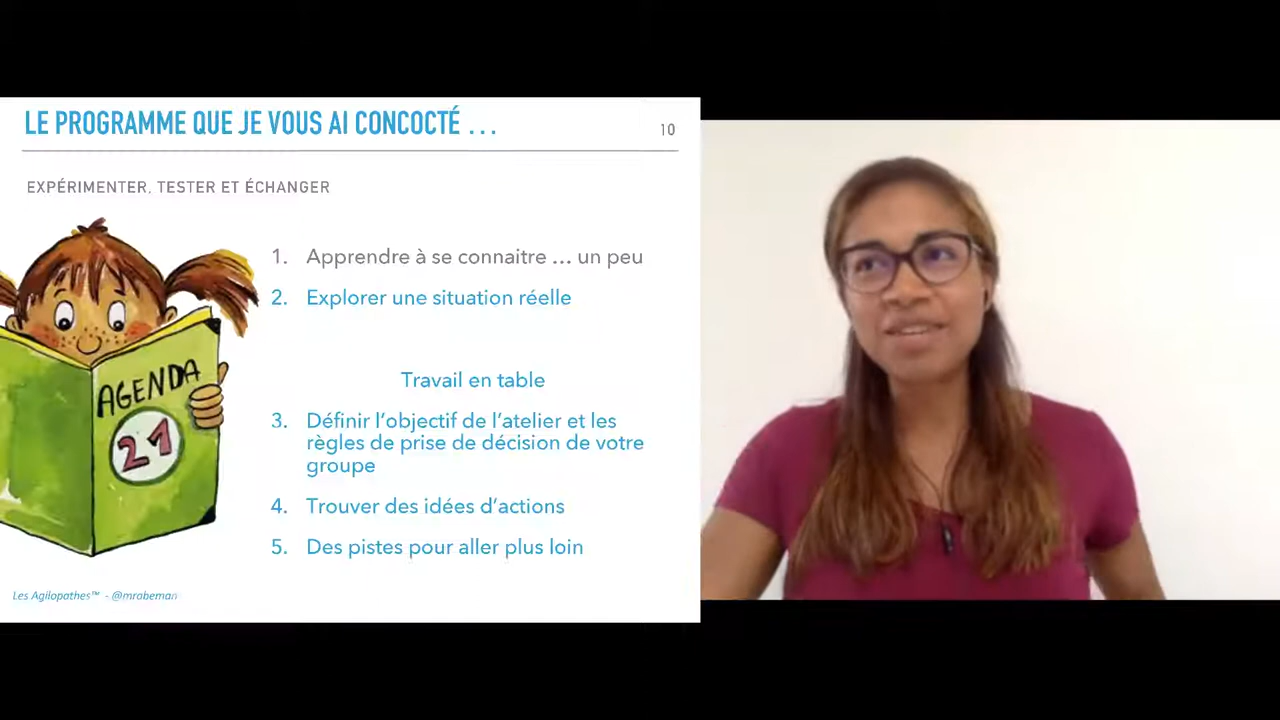 LE PROGRAMME QUE JE VOUS AI CONCOCTÉ ...
10
EXPÉRIMENTER, TESTER ET ÉCHANGER
1. Apprendre à se connaitre ... un peu
2. Explorer une situation réelle
Travail en table
3. Définir l'objectif de l'atelier et les
règles de prise de décision de votre
groupe
4. Trouver des idées d'actions
5. Des pistes pour aller plus loin
AGENDA
21
Les Agilopathes™ - @mrabeman